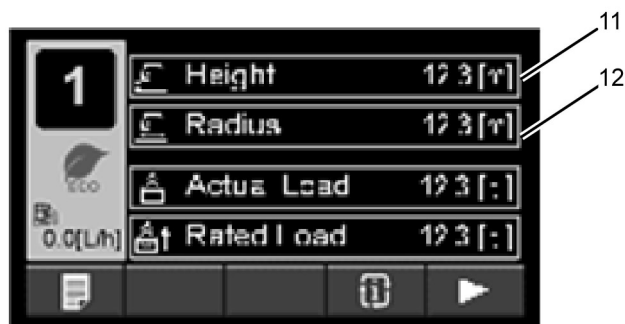 11
12
1
Height 12.3[m]
Radius 12.3[m]
ECO
Actual Load 12.3[t]
0.0[L/h]
Rated Load 12.3[t]